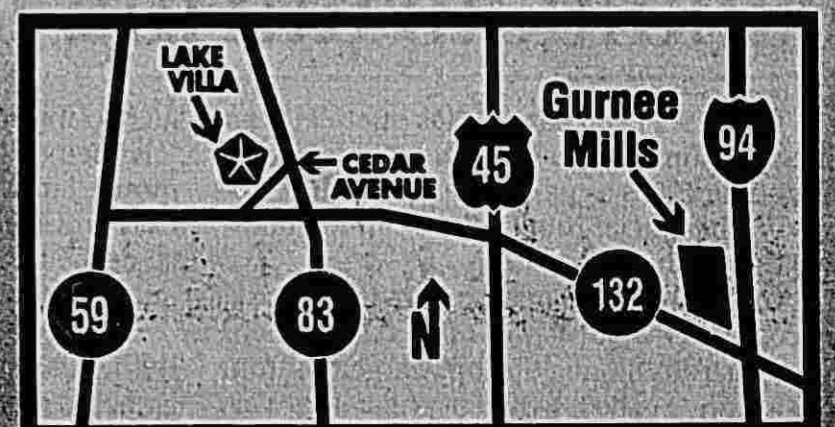 LAKE
VILLA
CEDAR
AVENUE
45
Gurnee
Mills
94
59
83
N
132